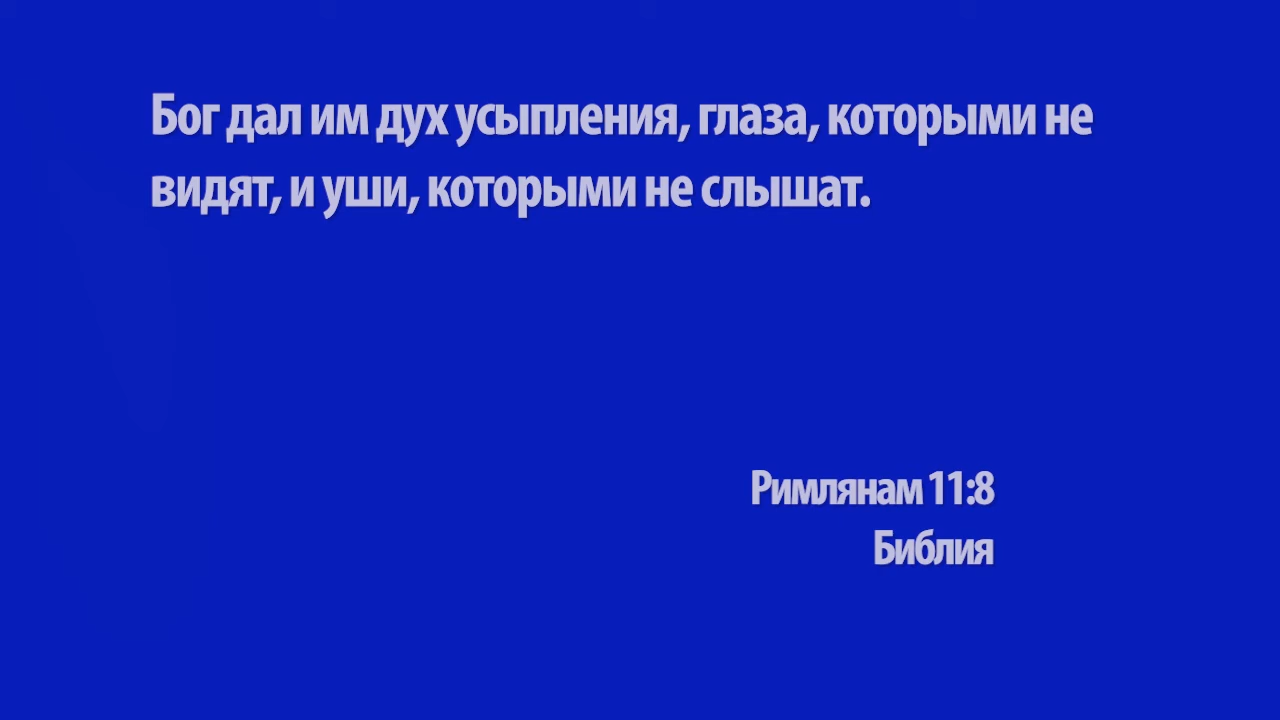 Бог дал им дух усыпления, глаза, которыми не
видят, и уши, которыми не слышат.
Римлянам 11:8
Библия